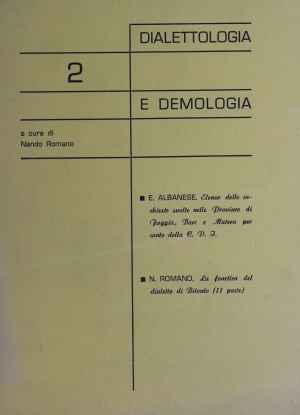 DIALETTOLOGIA
2
E DEMOLOGIA
a cura di
Nando Romano
E. ALBANESE, Elenco delle in-
chieste svolte nelle Province di
Foggia, Bari e Matera per
conto della C. D. I.
N. ROMANO, La fonetica del
dialetto di Bitonto (II parte)